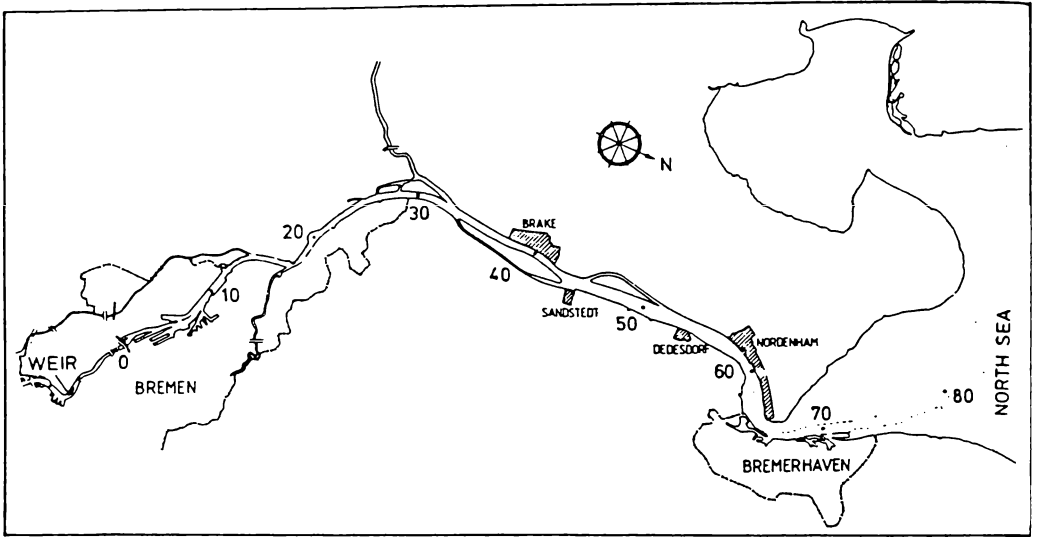 N
BRAKE
30
20
40
SANDSTEDT
10
50
DEDESDORF
NORDENHAM
WEIR
0
60
BREMEN
70
80
NORTH SEA
BREMERHAVEN